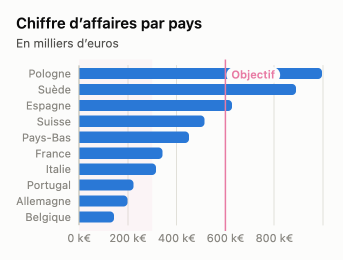 Chiffre d’affaires par pays
En milliers d’euros
Pologne
Objectif
Suède
Espagne
Suisse
Pays-Bas
France
Italie
Portugal
Allemagne
Belgique
0 k€ 200 k€ 400 k€ 600 k€ 800 k€